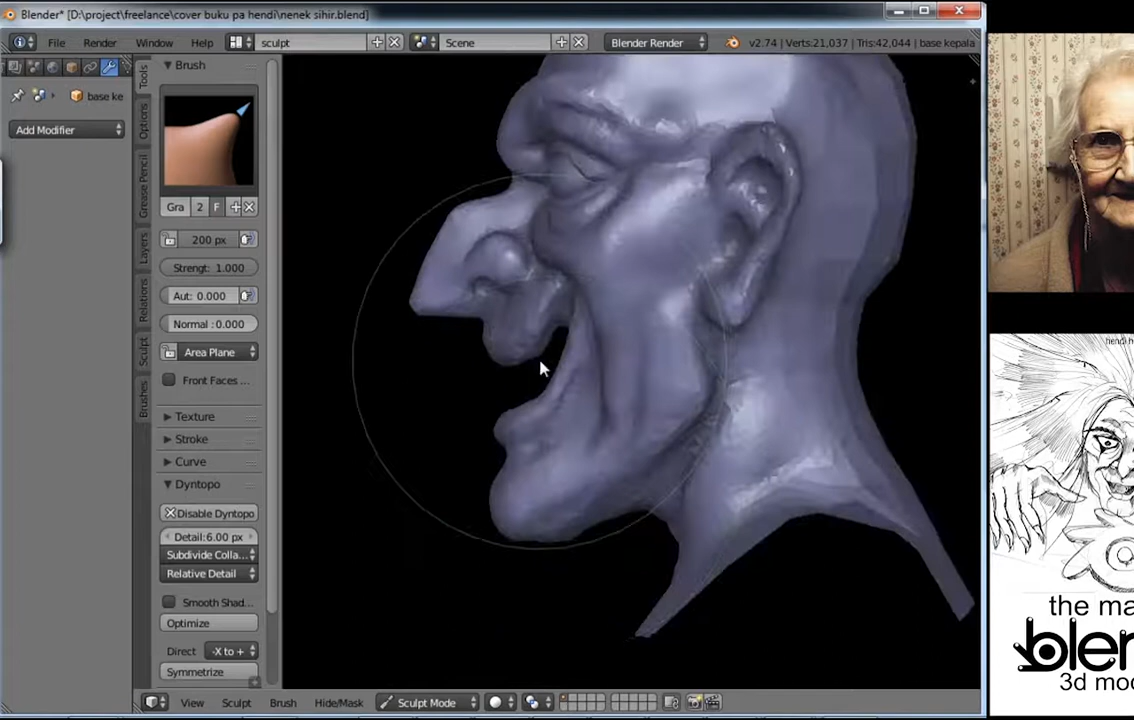 Blender* [D:\project\freelance\cover buku pa hendi\nenek sihir.blend]
File Render Window Help sculpt Scene Blender Render v2.74 | Verts:21,037 | Tris:42,044 | base kepala
base ke
Add Modifier
Tools
Options
Grease Pencil
Layers
Relations
Sculpt
Brushes
Brush
Gra 2 F
200 px
Strengt: 1.000
Aut: 0.000
Normal : 0.000
Area Plane
Front Faces ...
Texture
Stroke
Curve
Dyntopo
Disable Dyntopo
Detail:6.00 px
Subdivide Colla...
Relative Detail
Smooth Shad...
Optimize
Direct -X to +
Symmetrize
View Sculpt Brush Hide/Mask Sculpt Mode
the ma
blen
3d mod